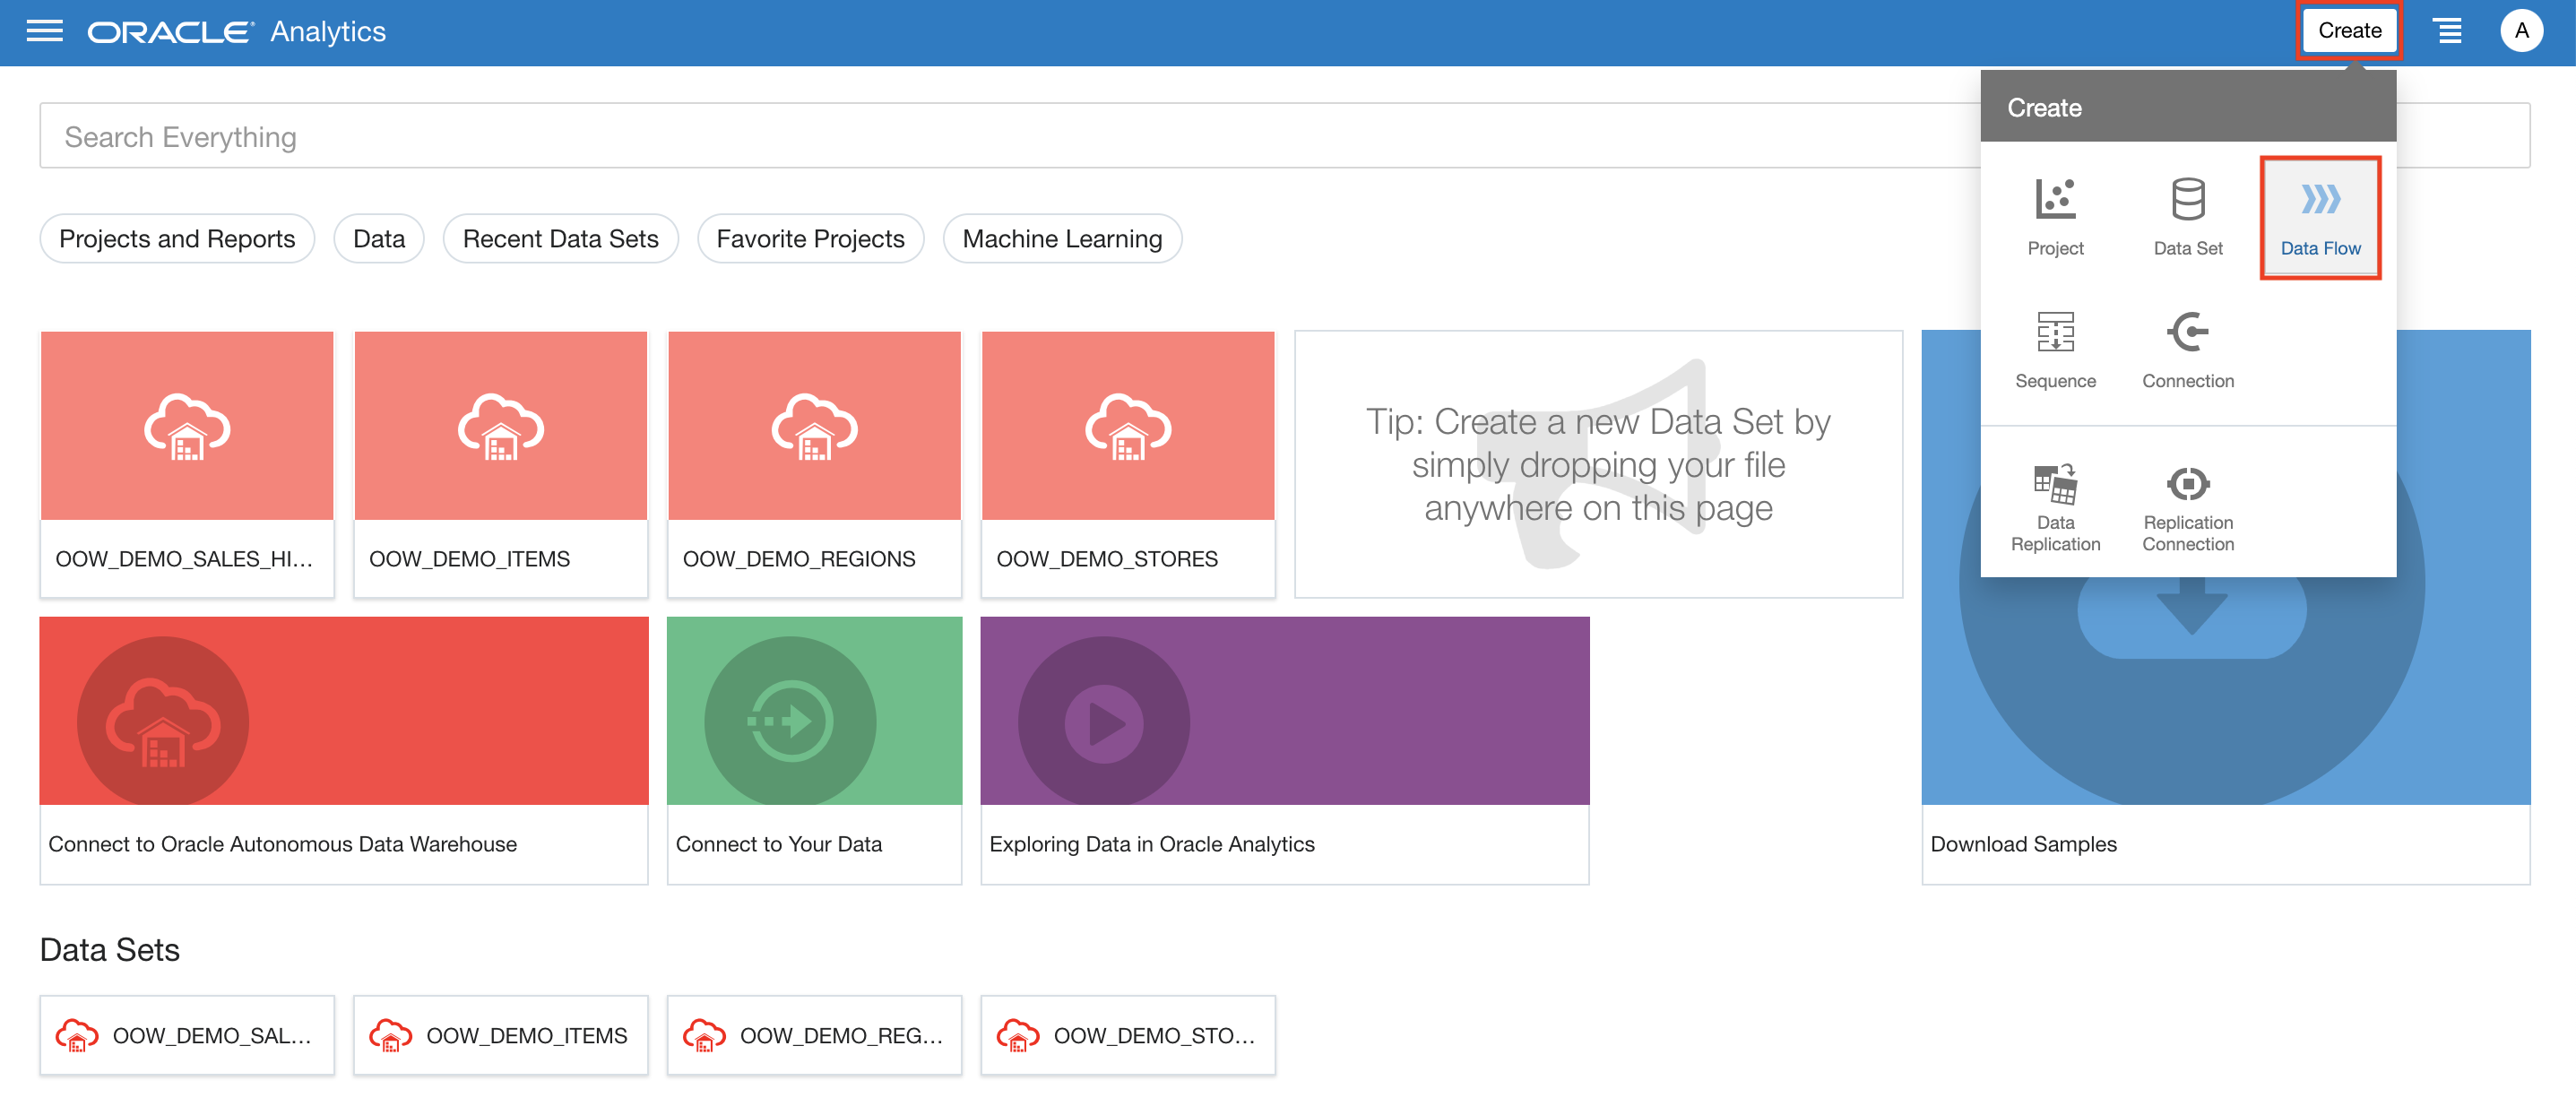 ORACLE® Analytics
Create
A
Search Everything
Create
Project
Data Set
Data Flow
Sequence
Connection
Data
Replication
Replication
Connection
Projects and Reports
Data
Recent Data Sets
Favorite Projects
Machine Learning
OOW_DEMO_SALES_HI...
OOW_DEMO_ITEMS
OOW_DEMO_REGIONS
OOW_DEMO_STORES
Tip: Create a new Data Set by
simply dropping your file
anywhere on this page
Connect to Oracle Autonomous Data Warehouse
Connect to Your Data
Exploring Data in Oracle Analytics
Download Samples
Data Sets
OOW_DEMO_SAL...
OOW_DEMO_ITEMS
OOW_DEMO_REG...
OOW_DEMO_STO...